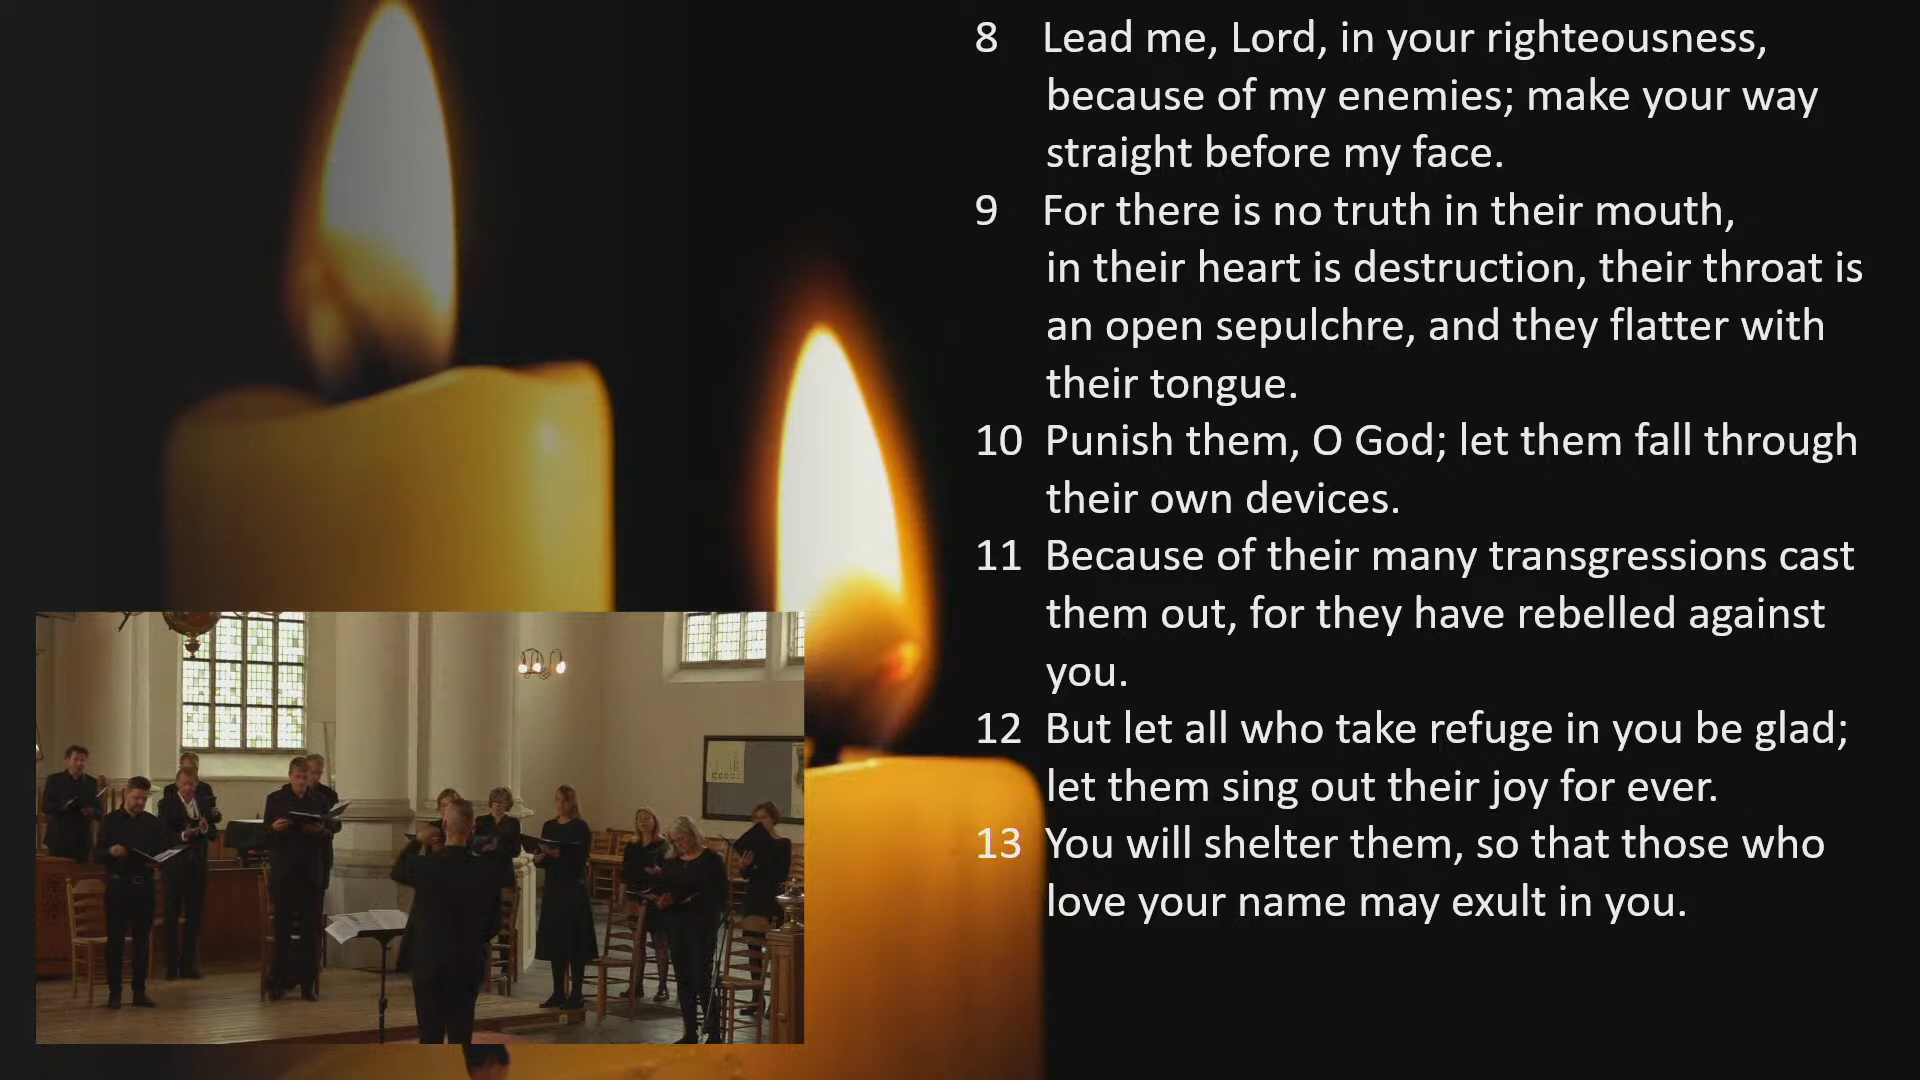 8 Lead me, Lord, in your righteousness,
because of my enemies; make your way
straight before my face.
9 For there is no truth in their mouth,
in their heart is destruction, their throat is
an open sepulchre, and they flatter with
their tongue.
10 Punish them, O God; let them fall through
their own devices.
11 Because of their many transgressions cast
them out, for they have rebelled against
you.
12 But let all who take refuge in you be glad;
let them sing out their joy for ever.
13 You will shelter them, so that those who
love your name may exult in you.